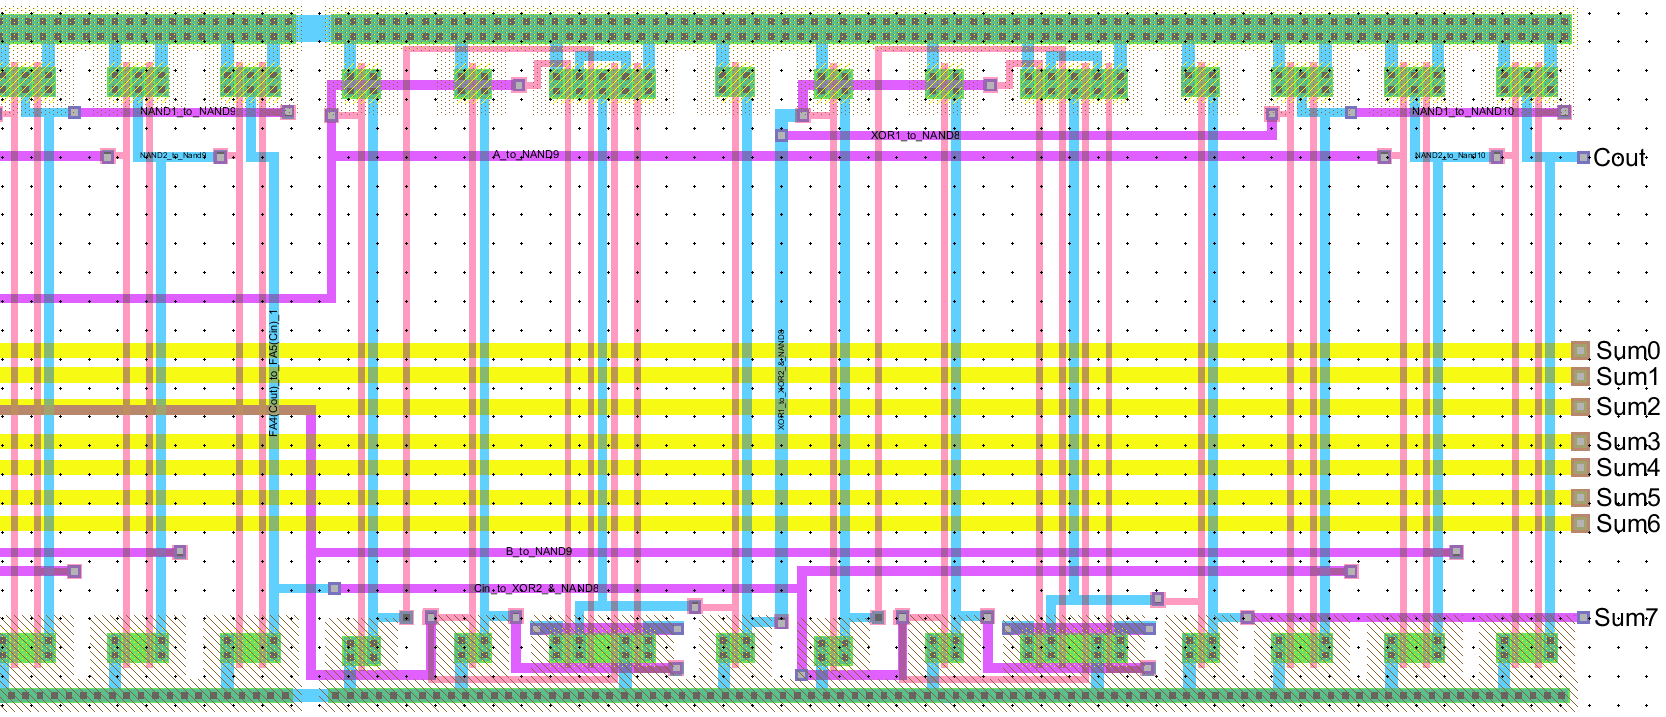 NAND1_to_NAND9
XOR1_to_NAND8
NAND1_to_NAND10
NAND2_to_Nand9
A_to_NAND9
NAND2_to_Nand10
Cout
FA4(Cout)_to_FA5(Cin)_1
XOR1_to_XOR2_&_NAND8
Sum0
Sum1
Sum2
Sum3
Sum4
Sum5
Sum6
B_to_NAND9
Cin_to_XOR2_&_NAND8
Sum7